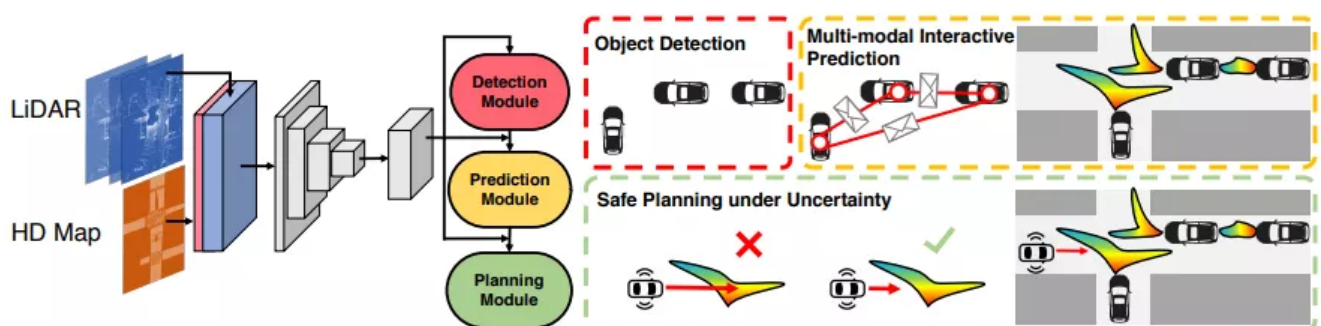 LiDAR
HD Map
Detection
Module
Prediction
Module
Planning
Module
Object Detection
Multi-modal Interactive
Prediction
Safe Planning under Uncertainty